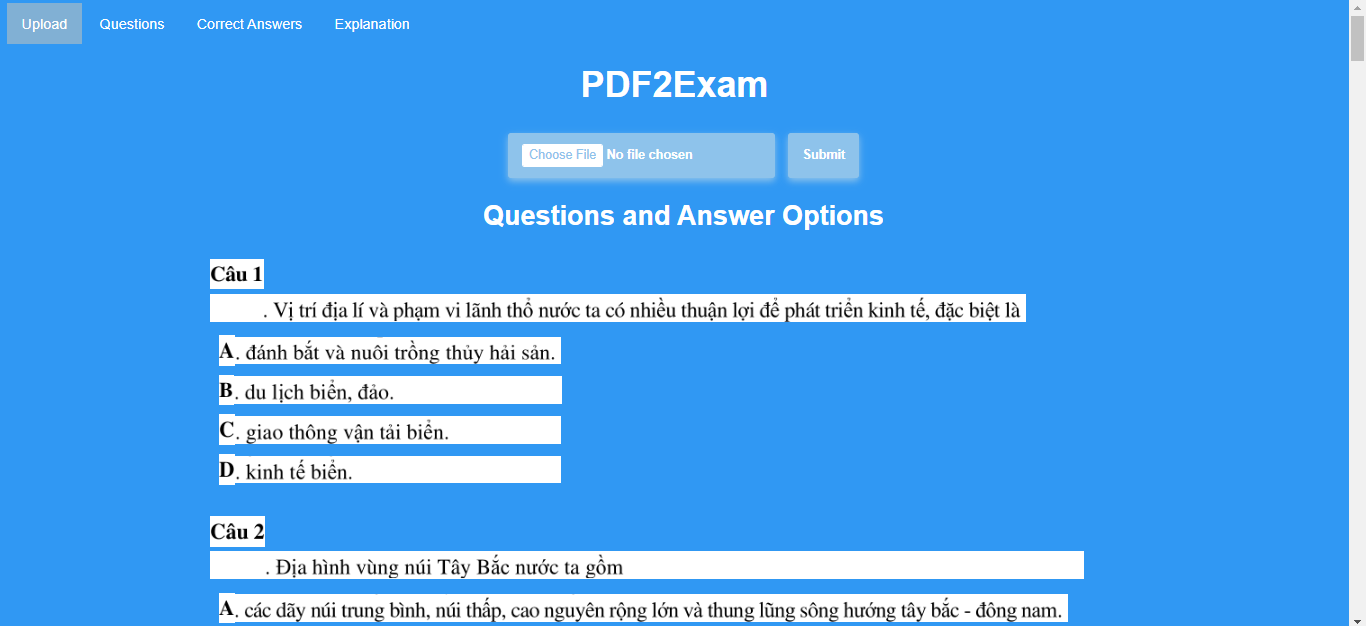 Upload Questions Correct Answers Explanation
PDF2Exam
Choose File No file chosen Submit
Questions and Answer Options
Câu 1
. Vị trí địa lí và phạm vi lãnh thổ nước ta có nhiều thuận lợi để phát triển kinh tế, đặc biệt là
A. đánh bắt và nuôi trồng thủy hải sản.
B. du lịch biển, đảo.
C. giao thông vận tải biển.
D. kinh tế biển.
Câu 2
. Địa hình vùng núi Tây Bắc nước ta gồm
A. các dãy núi trung bình, núi thấp, cao nguyên rộng lớn và thung lũng sông hướng tây bắc - đông nam.